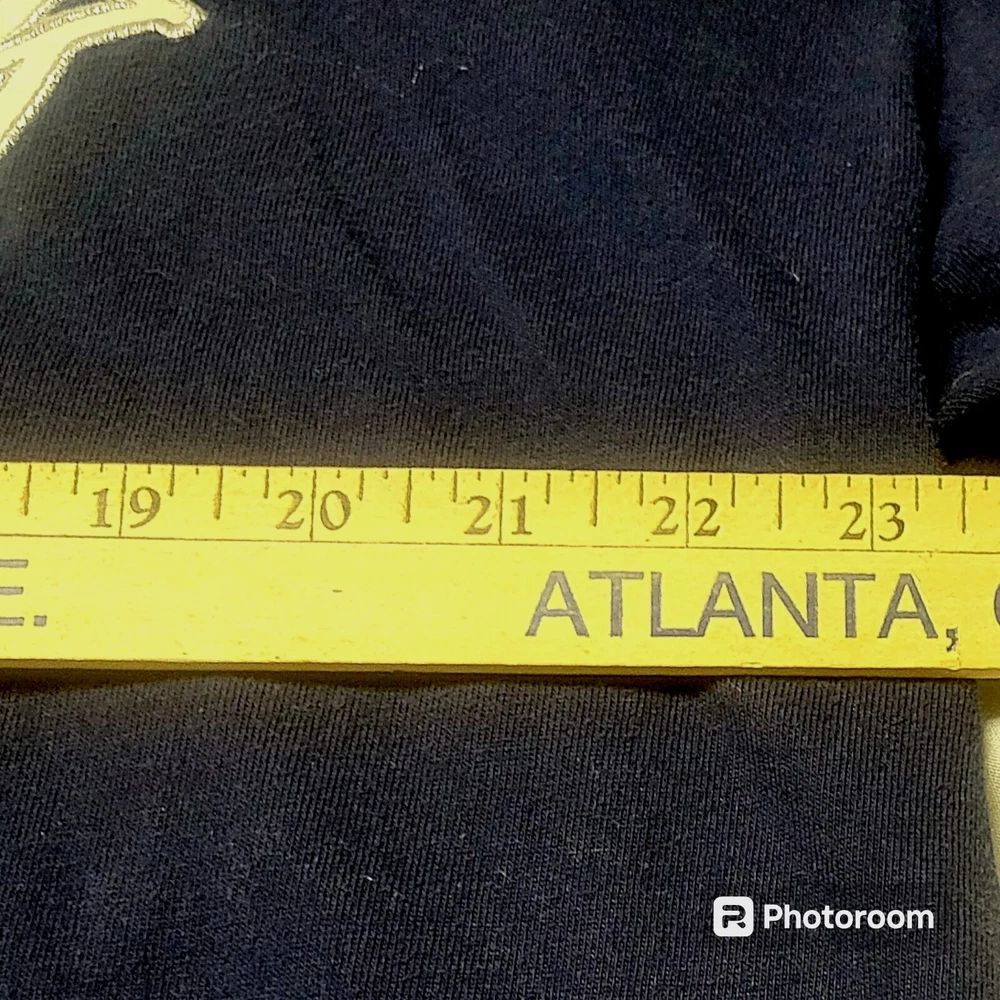 19 20 21 22 23
E. ATLANTA,
Photoroom